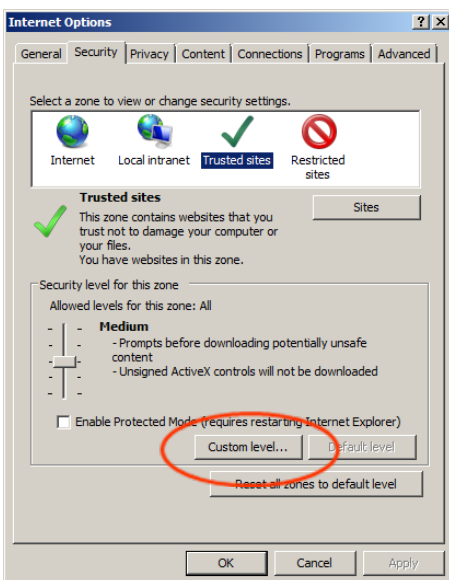 Internet Options
? X
General Security Privacy Content Connections Programs Advanced
Select a zone to view or change security settings.
Internet Local intranet Trusted sites Restricted
sites
Trusted sites
Sites
This zone contains websites that you
trust not to damage your computer or
your files.
You have websites in this zone.
Security level for this zone
Allowed levels for this zone: All
Medium
- Prompts before downloading potentially unsafe
content
- Unsigned ActiveX controls will not be downloaded
Enable Protected Mode (requires restarting Internet Explorer)
Custom level... Default level
Reset all zones to default level
OK Cancel Apply